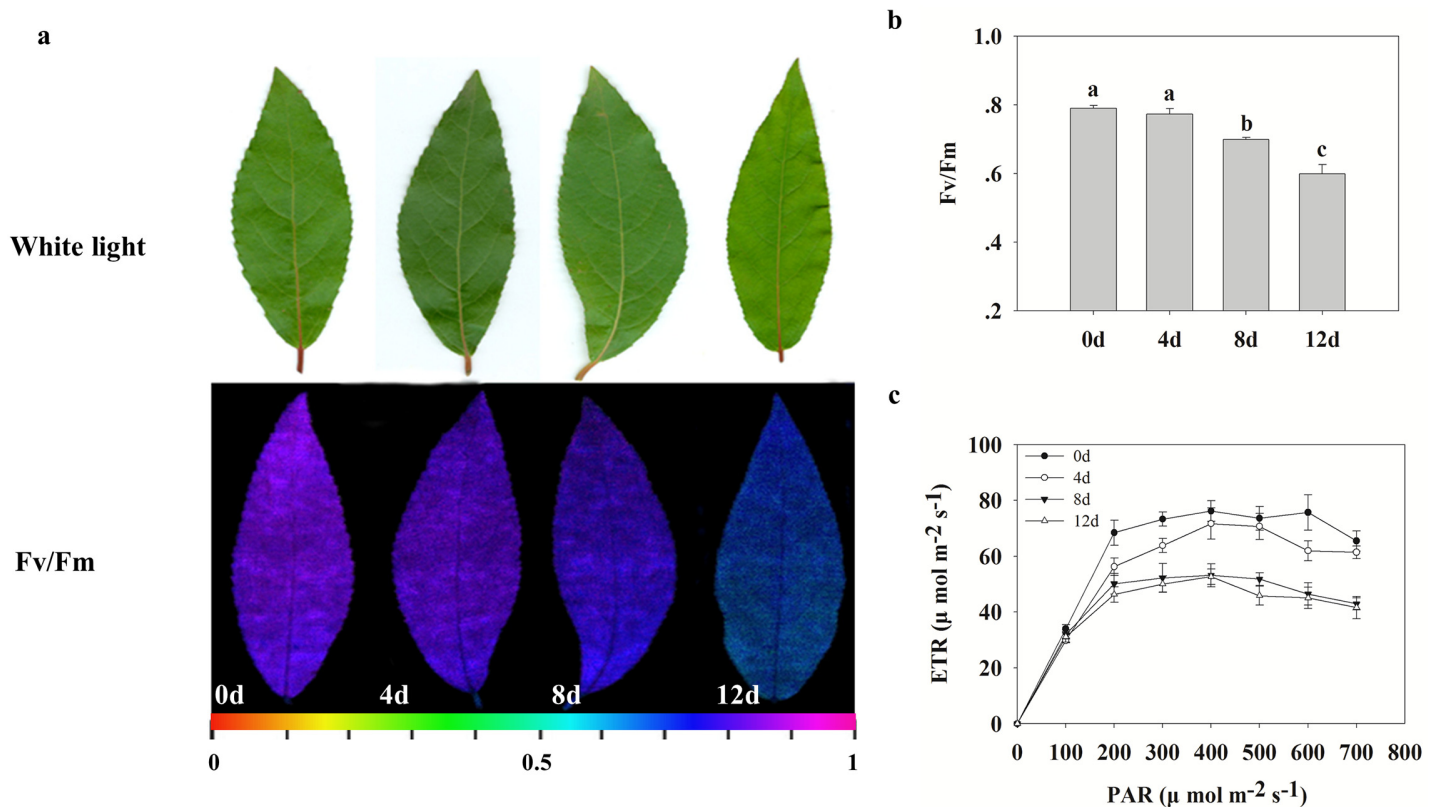 a
White light
Fv/Fm
0d 4d 8d 12d
0 0.5 1
b
1.0
.8
.6
.4
.2
Fv/Fm
a a b c
0d 4d 8d 12d
c
100
80
60
40
20
0
ETR (µ mol m-2 s-1)
0d
4d
8d
12d
0 100 200 300 400 500 600 700 800
PAR (µ mol m-2 s-1)